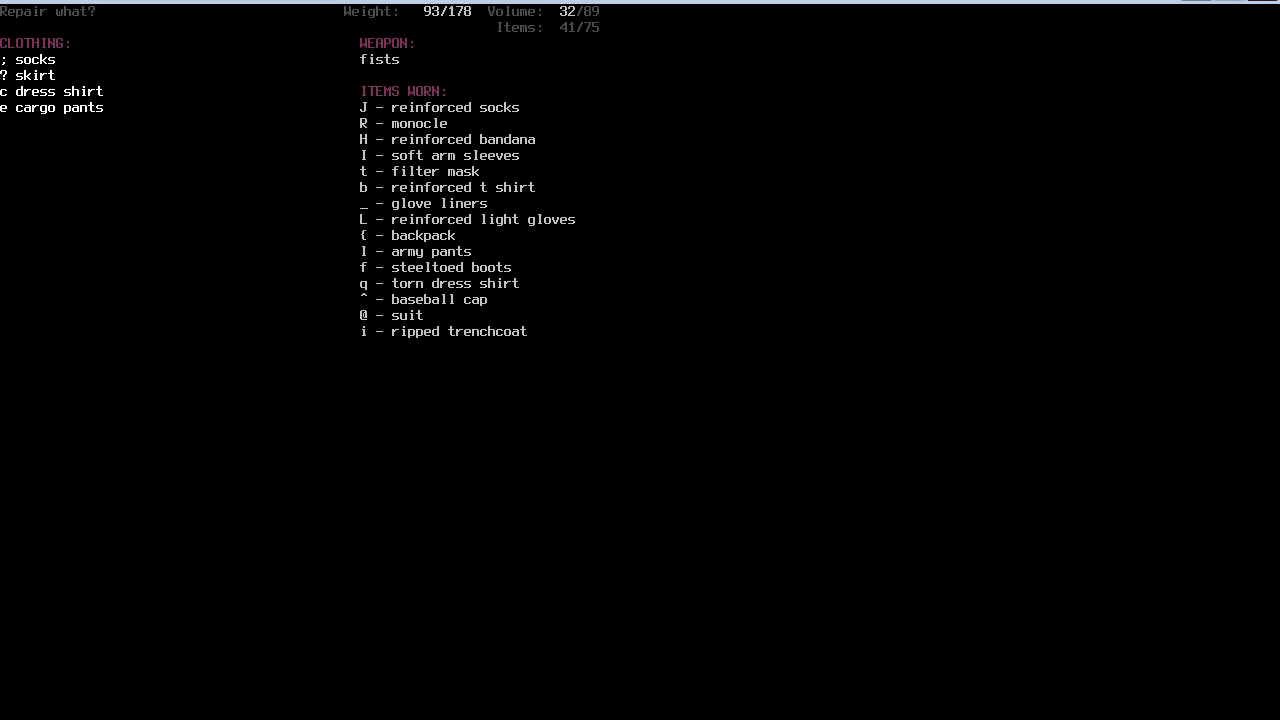 Repair what? Weight: 93/178 Volume: 32/89
Items: 41/75
CLOTHING: WEAPON:
; socks fists
? skirt
c dress shirt ITEMS WORN:
e cargo pants J - reinforced socks
R - monocle
H - reinforced bandana
I - soft arm sleeves
t - filter mask
b - reinforced t shirt
_ - glove liners
L - reinforced light gloves
{ - backpack
l - army pants
f - steeltoed boots
q - torn dress shirt
^ - baseball cap
@ - suit
i - ripped trenchcoat